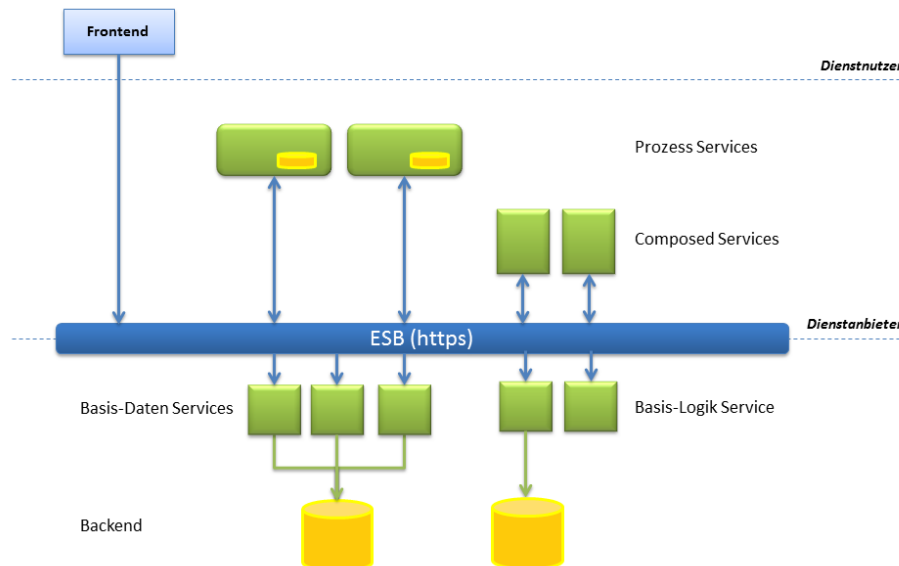 Frontend
Dienstnutzer
Prozess Services
Composed Services
Dienstanbieter
ESB (https)
Basis-Daten Services
Basis-Logik Service
Backend